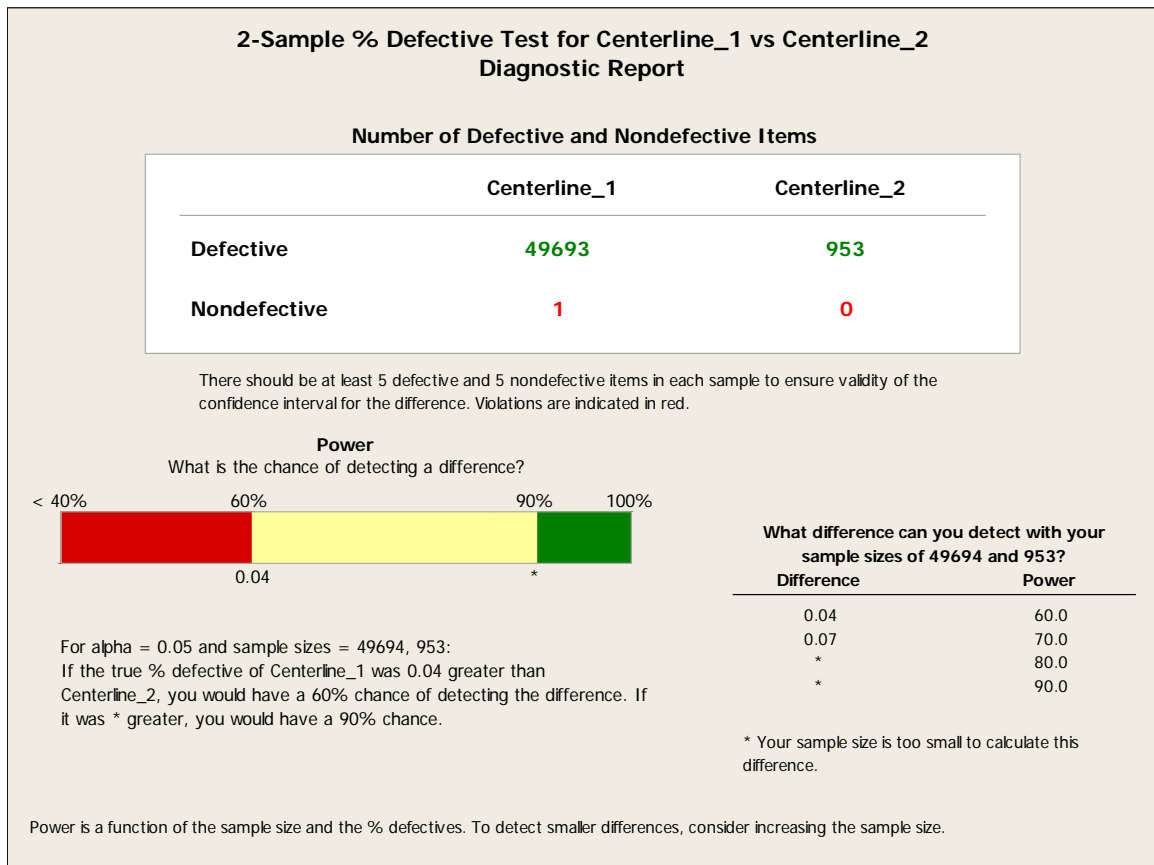 2-Sample % Defective Test for Centerline_1 vs Centerline_2
Diagnostic Report
Number of Defective and Nondefective Items
Centerline_1 Centerline_2
Defective 49693 953
Nondefective 1 0
There should be at least 5 defective and 5 nondefective items in each sample to ensure validity of the
confidence interval for the difference. Violations are indicated in red.
Power
What is the chance of detecting a difference?
< 40% 60% 90% 100%
0.04 *
For alpha = 0.05 and sample sizes = 49694, 953:
If the true % defective of Centerline_1 was 0.04 greater than
Centerline_2, you would have a 60% chance of detecting the difference. If
it was * greater, you would have a 90% chance.
What difference can you detect with your
sample sizes of 49694 and 953?
Difference Power
0.04 60.0
0.07 70.0
* 80.0
* 90.0
* Your sample size is too small to calculate this
difference.
Power is a function of the sample size and the % defectives. To detect smaller differences, consider increasing the sample size.